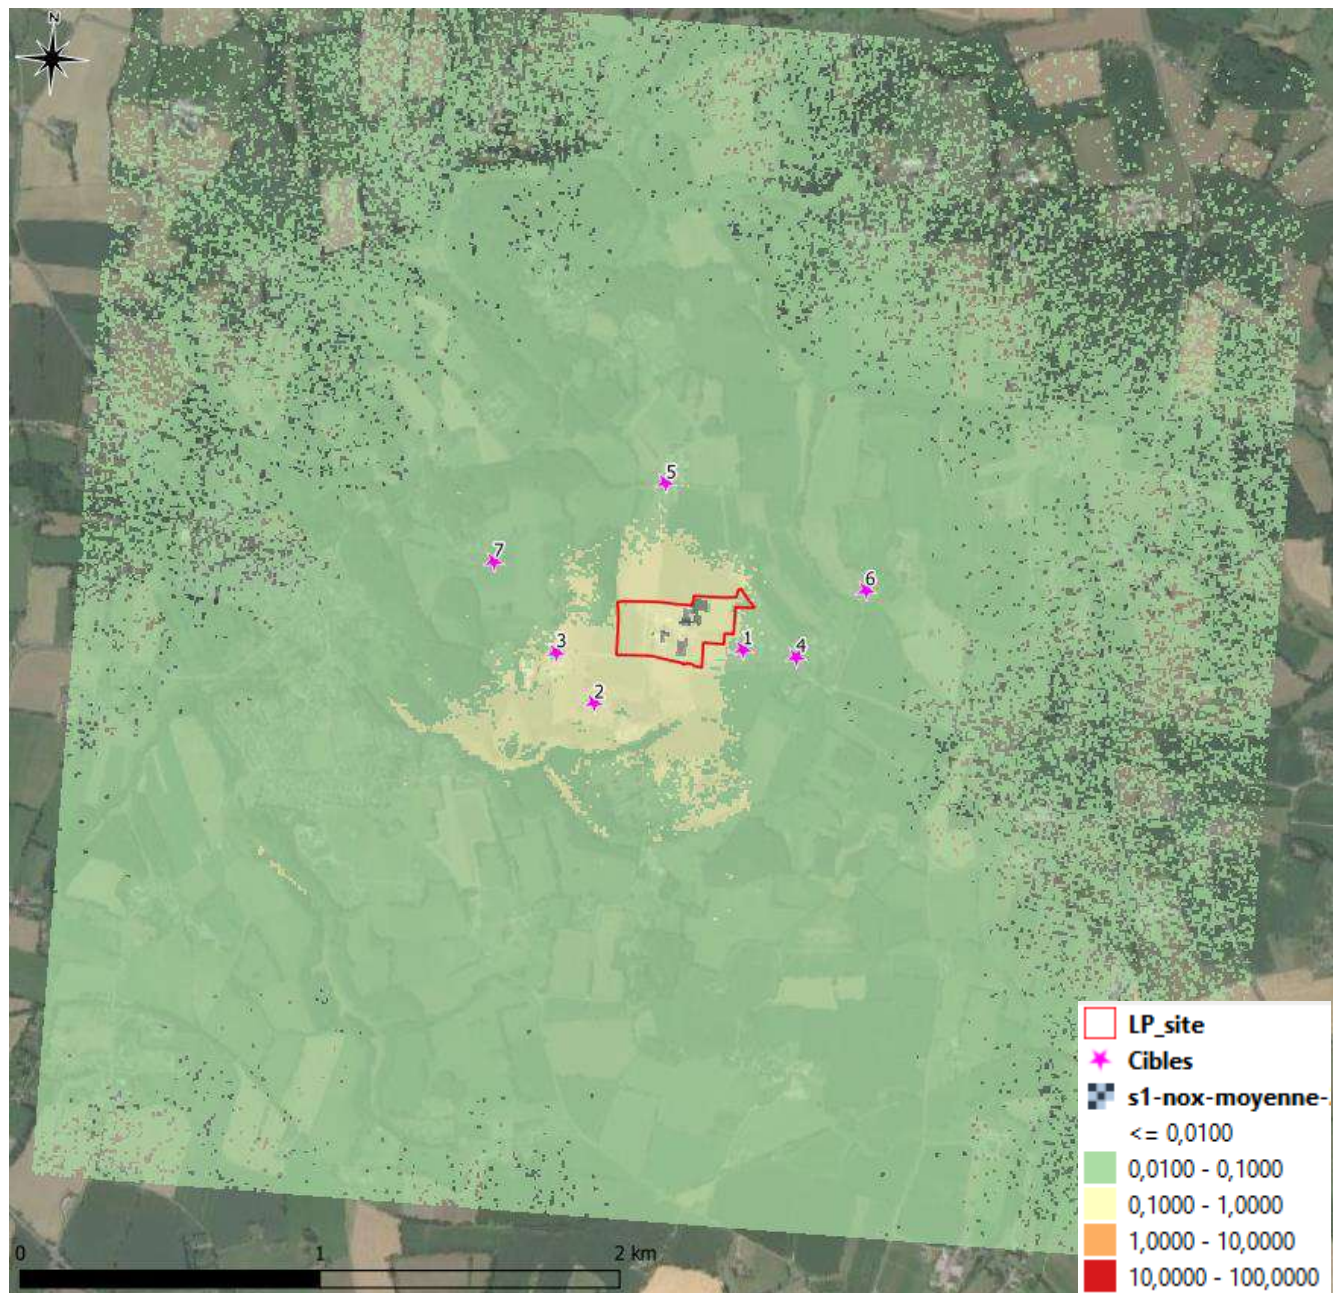 N
5
7
6
3
1
4
2
LP_site
Cibles
s1-nox-moyenne-
<= 0,0100
0,0100 - 0,1000
0,1000 - 1,0000
1,0000 - 10,0000
10,0000 - 100,0000
0 1 2 km